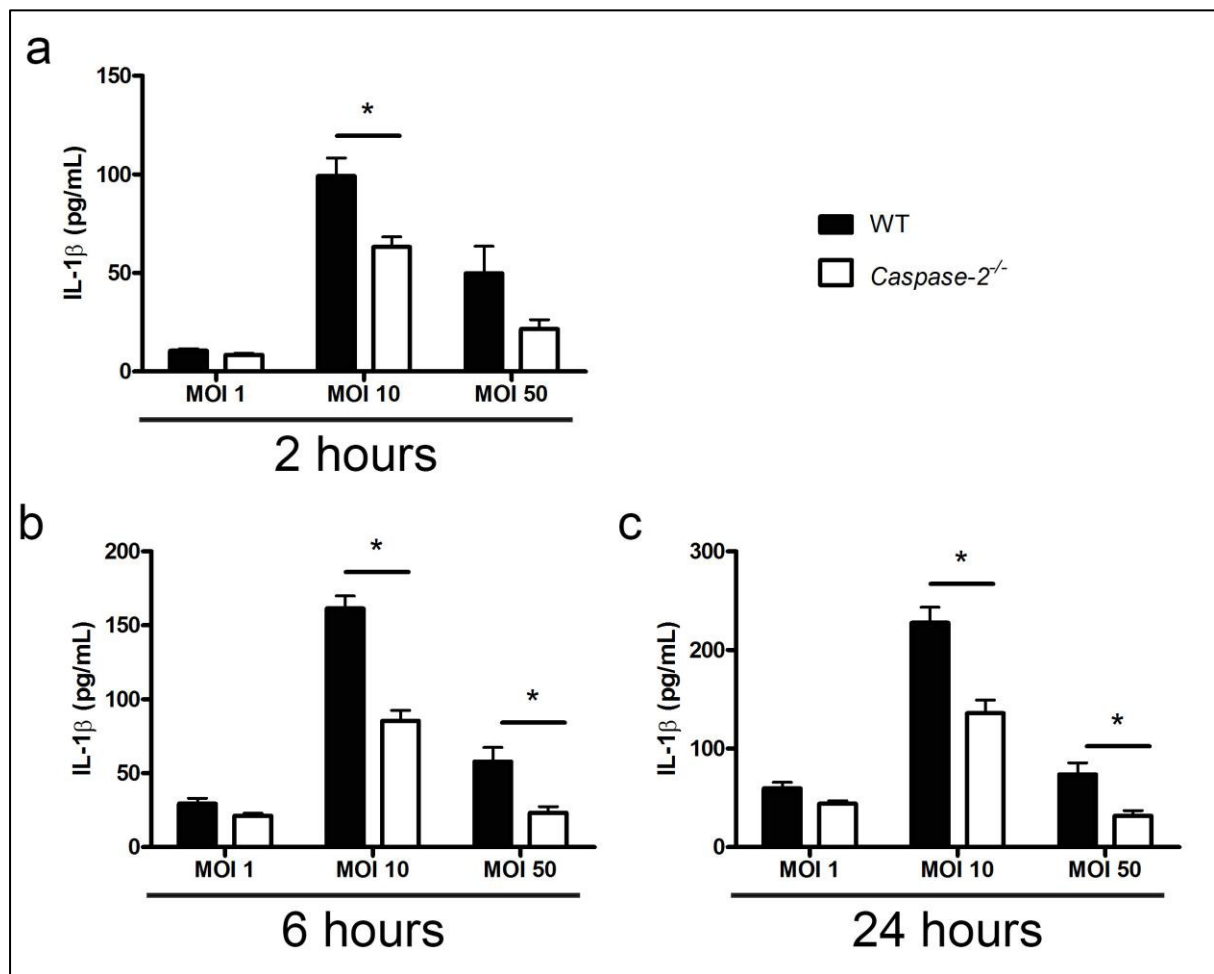 a
150
100
50
0
IL-1β (pg/mL)
*
MOI 1 MOI 10 MOI 50
2 hours
WT
Caspase-2-/-
b
200
150
100
50
0
IL-1β (pg/mL)
*
*
MOI 1 MOI 10 MOI 50
6 hours
c
300
200
100
0
IL-1β (pg/mL)
*
*
MOI 1 MOI 10 MOI 50
24 hours